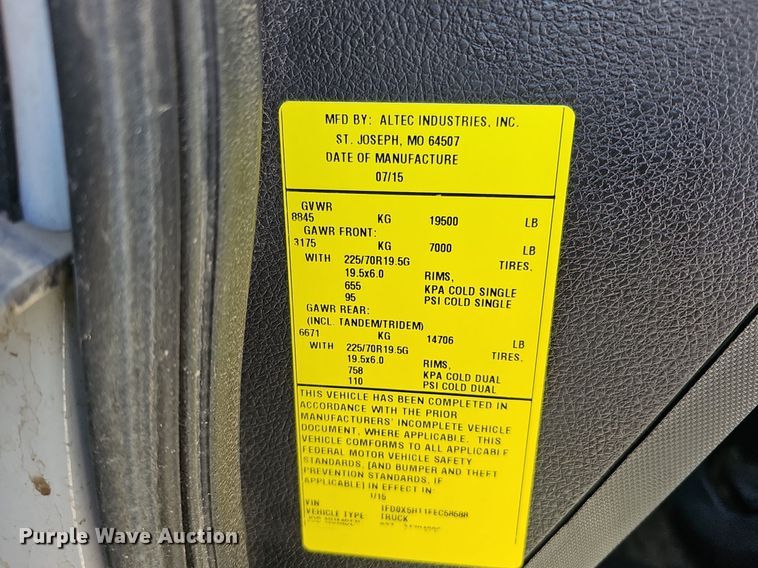 MFD BY: ALTEC INDUSTRIES, INC.
ST. JOSEPH, MO 64507
DATE OF MANUFACTURE
07/15
GVWR
8845 KG 19500 LB
GAWR FRONT:
3175 KG 7000 LB
WITH 225/70R19.5G TIRES,
19.5x6.0 RIMS,
655 KPA COLD SINGLE
95 PSI COLD SINGLE
GAWR REAR:
(INCL. TANDEM/TRIDEM)
6671 KG 14706 LB
WITH 225/70R19.5G TIRES,
19.5x6.0 RIMS,
758 KPA COLD DUAL
110 PSI COLD DUAL
THIS VEHICLE HAS BEEN COMPLETED IN
ACCORDANCE WITH THE PRIOR
MANUFACTURERS' INCOMPLETE VEHICLE
DOCUMENT, WHERE APPLICABLE. THIS
VEHICLE COMFORMS TO ALL APPLICABLE
FEDERAL MOTOR VEHICLE SAFETY
STANDARDS, [AND BUMPER AND THEFT
PREVENTION STANDARDS, IF
APPLICABLE] IN EFFECT IN:
1/15
VIN
VEHICLE TYPE: TRUCK
Purple Wave Auction